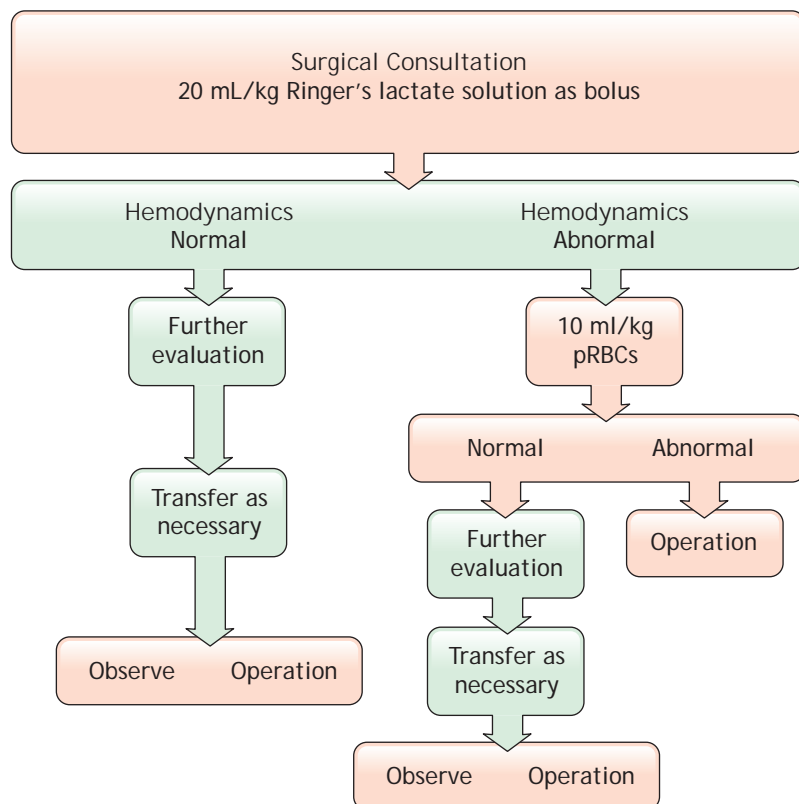 Surgical Consultation
20 mL/kg Ringer's lactate solution as bolus
Hemodynamics
Normal
Hemodynamics
Abnormal
Further
evaluation
10 ml/kg
pRBCs
Normal
Abnormal
Transfer as
necessary
Further
evaluation
Operation
Observe
Operation
Transfer as
necessary
Observe
Operation